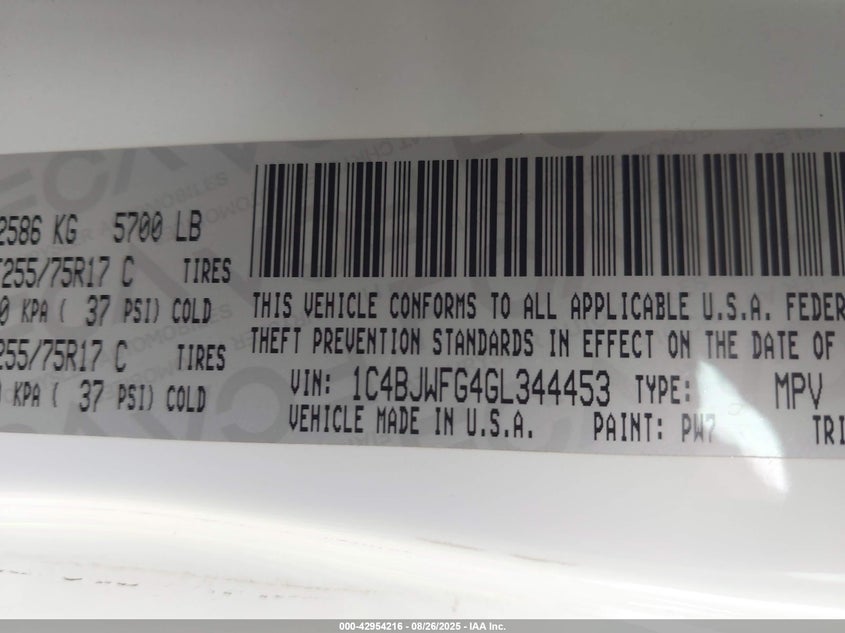 2586 KG 5700 LB
255/75R17 C TIRES
0 KPA ( 37 PSI) COLD
255/75R17 C TIRES
KPA ( 37 PSI) COLD
THIS VEHICLE CONFORMS TO ALL APPLICABLE U.S.A. FEDER
THEFT PREVENTION STANDARDS IN EFFECT ON THE DATE OF
VIN: 1C4BJWFG4GL344453 TYPE: MPV
VEHICLE MADE IN U.S.A. PAINT: PW7 TRI
000-42954216 - 08/26/2025 - IAA Inc.